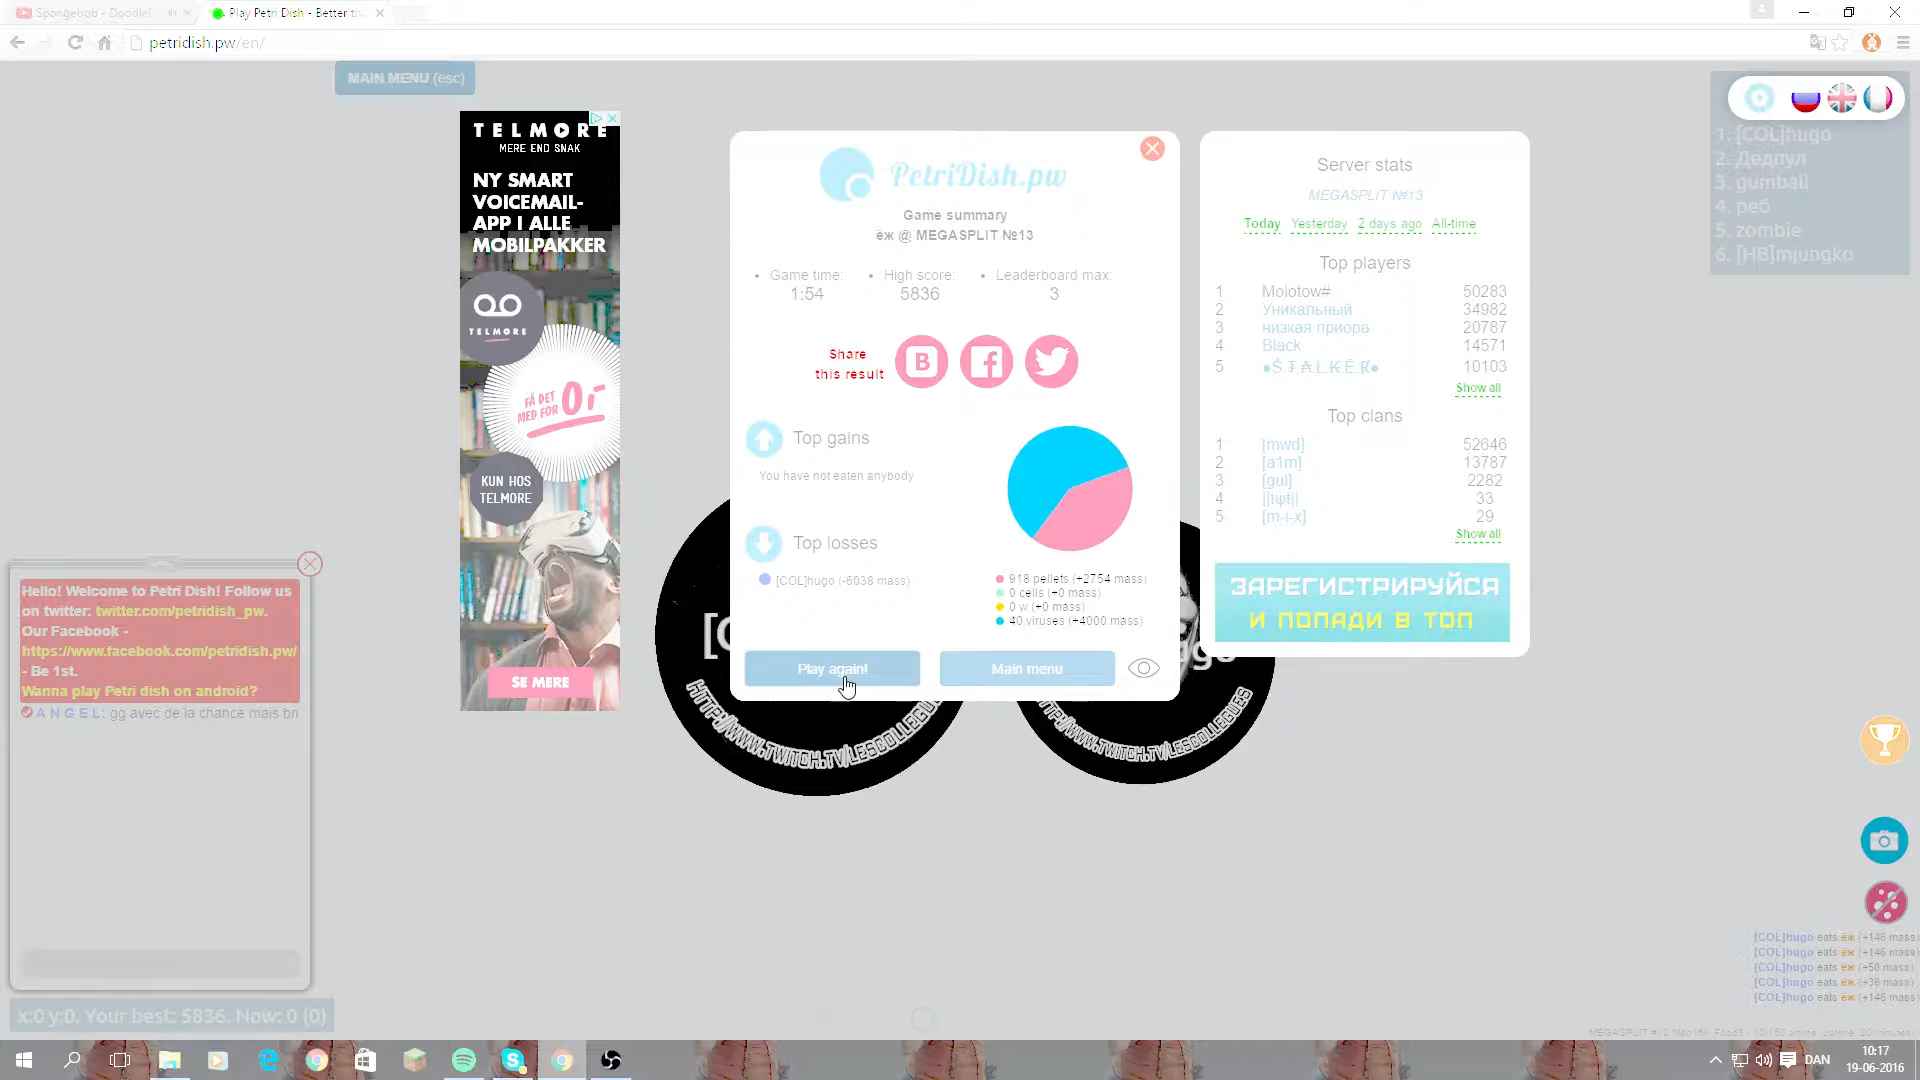 Spongebob - Doodlel
Play Petri Dish - Better th
petridish.pw/en/
MAIN MENU (esc)
TELMORE
MERE END SNAK
NY SMART
VOICEMAIL-
APP I ALLE
MOBILPAKKER
TELMORE
FÅ DET
MED FOR 0,-
KUN HOS
TELMORE
SE MERE
PetriDish.pw
Game summary
ёж @ MEGASPLIT №13
Game time:
1:54
High score:
5836
Leaderboard max:
3
Share
this result
Top gains
You have not eaten anybody
Top losses
[COL]hugo (-6038 mass)
918 pellets (+2754 mass)
0 cells (+0 mass)
0 w (+0 mass)
40 viruses (+4000 mass)
Play again!
Main menu
HTTP://WWW.TWITCH.TV/LESCOLLEGUES
HTTP://WWW.TWITCH.TV/LESCOLLEGUES
Server stats
MEGASPLIT №13
Today Yesterday 2 days ago All-time
Top players
1 Molotow# 50283
2 Уникальный 34982
3 низкая приора 20787
4 Black 14571
5 10103
Show all
Top clans
1 [mwd] 52646
2 [a1m] 13787
3 [gul] 2282
4 ||tψt|| 33
5 [m-i-x] 29
Show all
ЗАРЕГИСТРИРУЙСЯ
И ПОПАДИ В ТОП
1. [COL]hugo
2. Дедпул
3. gumball
4. реб
5. zombie
6. [HB]mjungko
Hello! Welcome to Petri Dish! Follow us
on twitter: twitter.com/petridish_pw.
Our Facebook -
https://www.facebook.com/petridish.pw/
- Be 1st.
Wanna play Petri dish on android?
A N G E L: gg avec de la chance mais bn
x:0 y:0. Your best: 5836. Now: 0 (0)
[COL]hugo eats ёж (+146 mass)
[COL]hugo eats ёж (+146 mass)
[COL]hugo eats ёж (+50 mass)
[COL]hugo eats ёж (+36 mass)
[COL]hugo eats ёж (+146 mass)
DAN
10:17
19-06-2016